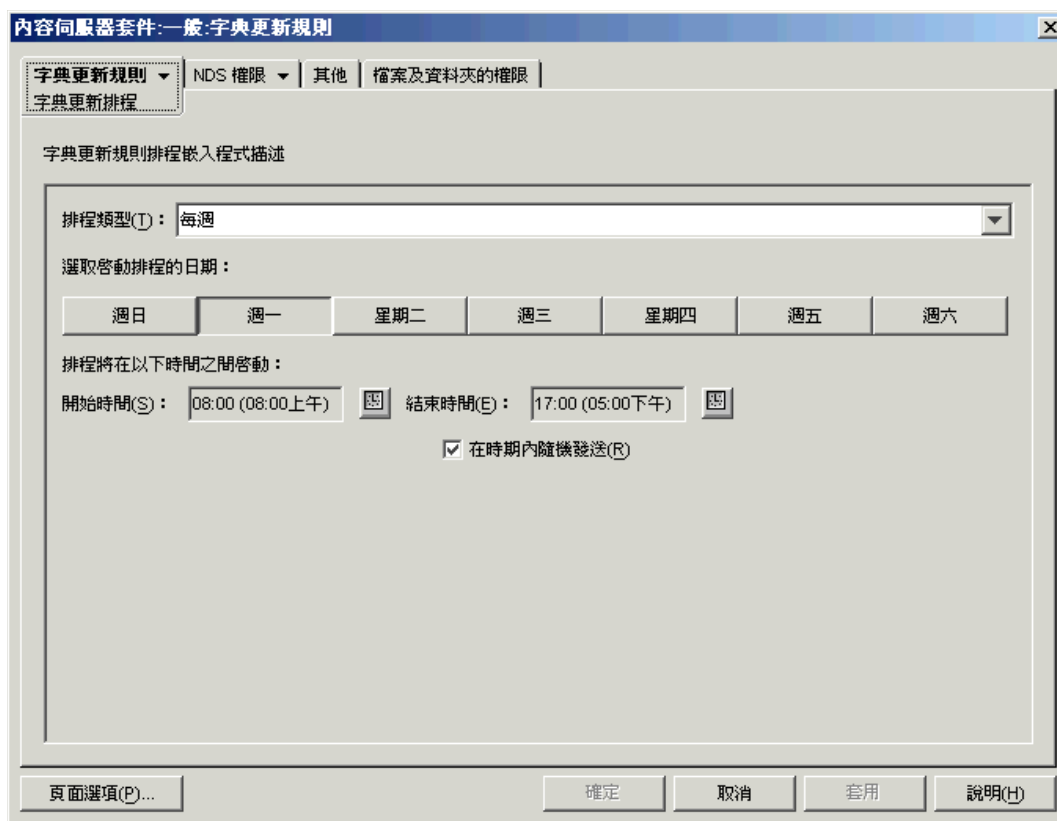 內容伺服器套件:一般:字典更新規則
字典更新規則 NDS 權限 其他 檔案及資料夾的權限
字典更新排程
字典更新規則排程嵌入程式描述
排程類型(T)： 每週
選取啓動排程的日期：
週日 週一 星期二 週三 星期四 週五 週六
排程將在以下時間之間啓動：
開始時間(S)： 08:00 (08:00上午) 結束時間(E)： 17:00 (05:00下午)
在時期內隨機發送(R)
頁面選項(P)... 確定 取消 套用 說明(H)